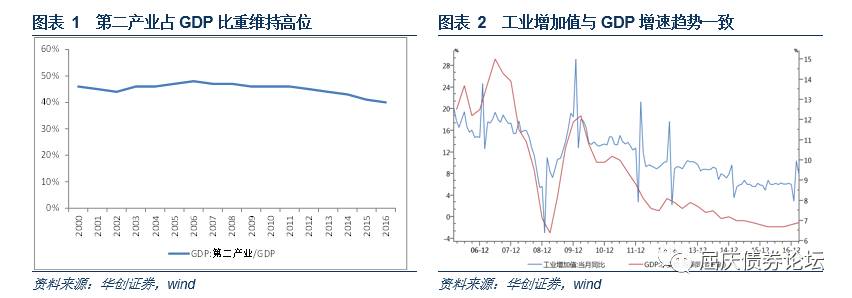 图表 1 第二产业占 GDP 比重维持高位
60%
50%
40%
30%
20%
10%
0%
2000 2001 2002 2003 2004 2005 2006 2007 2008 2009 2010 2011 2012 2013 2014 2015 2016
GDP:第二产业/GDP
资料来源：华创证券，wind
图表 2 工业增加值与 GDP 增速趋势一致
28
24
20
16
12
8
4
0
-4
15
14
13
12
11
10
9
8
7
6
06-12 07-12 08-12 09-12 10-12 11-12 12-12 13-12 14-12 15-12 16-12
工业增加值:当月同比 GDP
屈庆债券论坛
资料来源：华创证券，wind